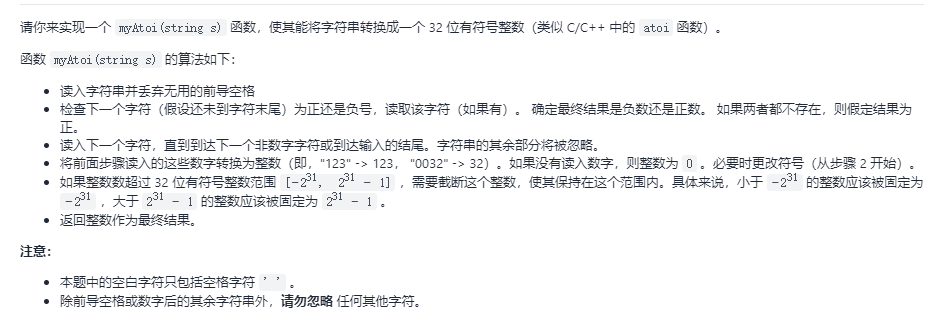 请你来实现一个 myAtoi(string s) 函数，使其能将字符串转换成一个 32 位有符号整数（类似 C/C++ 中的 atoi 函数）。
函数 myAtoi(string s) 的算法如下：
• 读入字符串并丢弃无用的前导空格
• 检查下一个字符（假设还未到字符末尾）为正还是负号，读取该字符（如果有）。 确定最终结果是负数还是正数。 如果两者都不存在，则假定结果为
正。
• 读入下一个字符，直到到达下一个非数字字符或到达输入的结尾。字符串的其余部分将被忽略。
• 将前面步骤读入的这些数字转换为整数（即，"123" -> 123， "0032" -> 32）。如果没有读入数字，则整数为 0 。必要时更改符号（从步骤 2 开始）。
• 如果整数数超过 32 位有符号整数范围 [−2³¹, 2³¹ − 1] ，需要截断这个整数，使其保持在这个范围内。具体来说，小于 −2³¹ 的整数应该被固定为
−2³¹ ，大于 2³¹ − 1 的整数应该被固定为 2³¹ − 1 。
• 返回整数作为最终结果。
注意：
• 本题中的空白字符只包括空格字符 ' ' 。
• 除前导空格或数字后的其余字符串外，请勿忽略 任何其他字符。